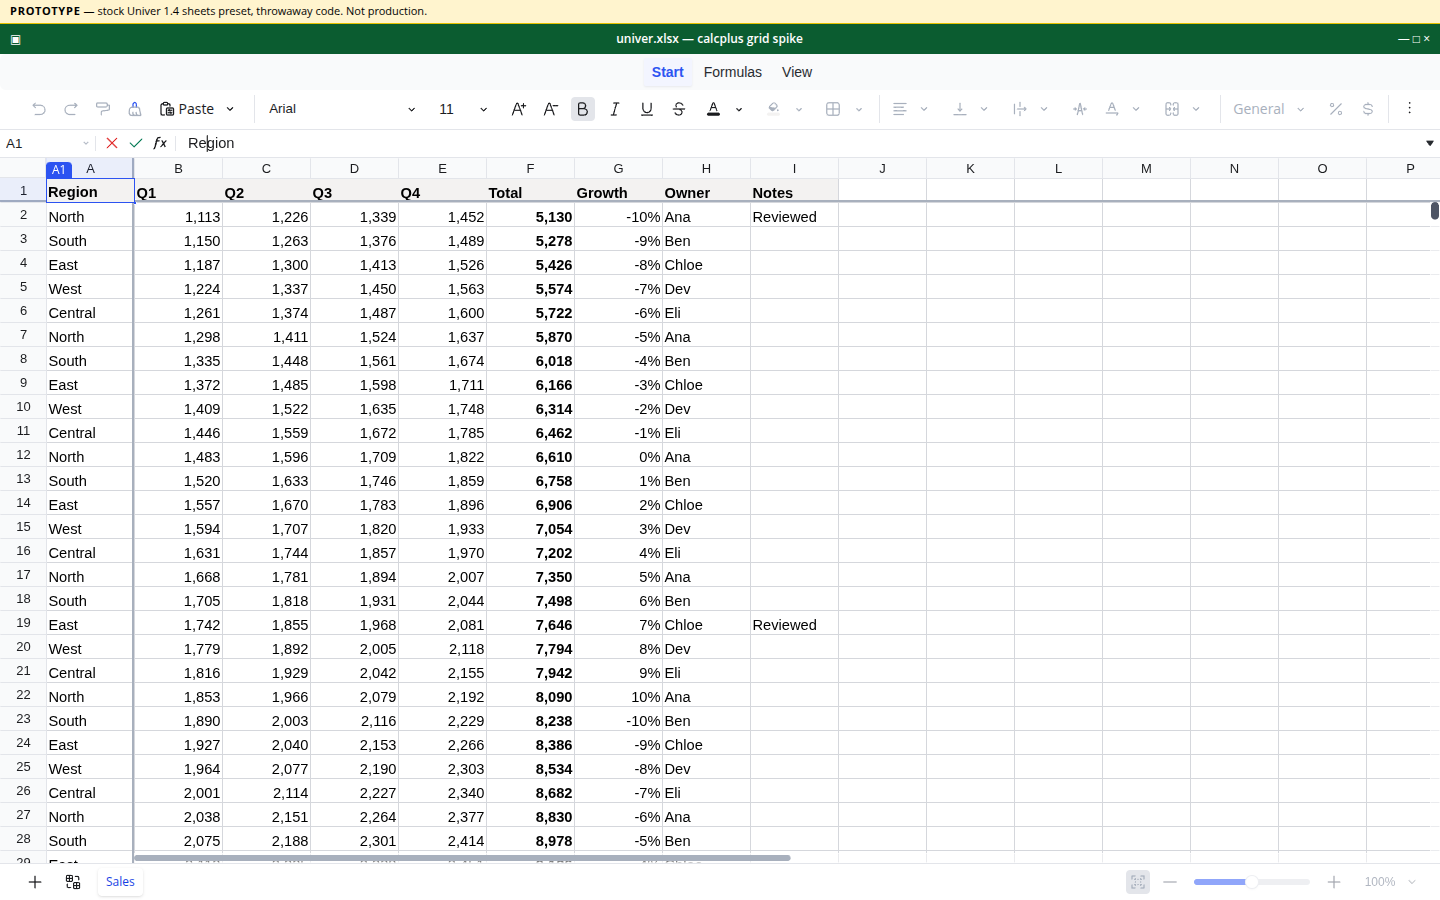 PROTOTYPE — stock Univer 1.4 sheets preset, throwaway code. Not production.
univer.xlsx — calcplus grid spike
Start Formulas View
Paste Arial 11 General
A1 fx Region
A1 A B C D E F G H I J K L M N O P
1 Region Q1 Q2 Q3 Q4 Total Growth Owner Notes
2 North 1,113 1,226 1,339 1,452 5,130 -10% Ana Reviewed
3 South 1,150 1,263 1,376 1,489 5,278 -9% Ben
4 East 1,187 1,300 1,413 1,526 5,426 -8% Chloe
5 West 1,224 1,337 1,450 1,563 5,574 -7% Dev
6 Central 1,261 1,374 1,487 1,600 5,722 -6% Eli
7 North 1,298 1,411 1,524 1,637 5,870 -5% Ana
8 South 1,335 1,448 1,561 1,674 6,018 -4% Ben
9 East 1,372 1,485 1,598 1,711 6,166 -3% Chloe
10 West 1,409 1,522 1,635 1,748 6,314 -2% Dev
11 Central 1,446 1,559 1,672 1,785 6,462 -1% Eli
12 North 1,483 1,596 1,709 1,822 6,610 0% Ana
13 South 1,520 1,633 1,746 1,859 6,758 1% Ben
14 East 1,557 1,670 1,783 1,896 6,906 2% Chloe
15 West 1,594 1,707 1,820 1,933 7,054 3% Dev
16 Central 1,631 1,744 1,857 1,970 7,202 4% Eli
17 North 1,668 1,781 1,894 2,007 7,350 5% Ana
18 South 1,705 1,818 1,931 2,044 7,498 6% Ben
19 East 1,742 1,855 1,968 2,081 7,646 7% Chloe Reviewed
20 West 1,779 1,892 2,005 2,118 7,794 8% Dev
21 Central 1,816 1,929 2,042 2,155 7,942 9% Eli
22 North 1,853 1,966 2,079 2,192 8,090 10% Ana
23 South 1,890 2,003 2,116 2,229 8,238 -10% Ben
24 East 1,927 2,040 2,153 2,266 8,386 -9% Chloe
25 West 1,964 2,077 2,190 2,303 8,534 -8% Dev
26 Central 2,001 2,114 2,227 2,340 8,682 -7% Eli
27 North 2,038 2,151 2,264 2,377 8,830 -6% Ana
28 South 2,075 2,188 2,301 2,414 8,978 -5% Ben
29 East
Sales 100%